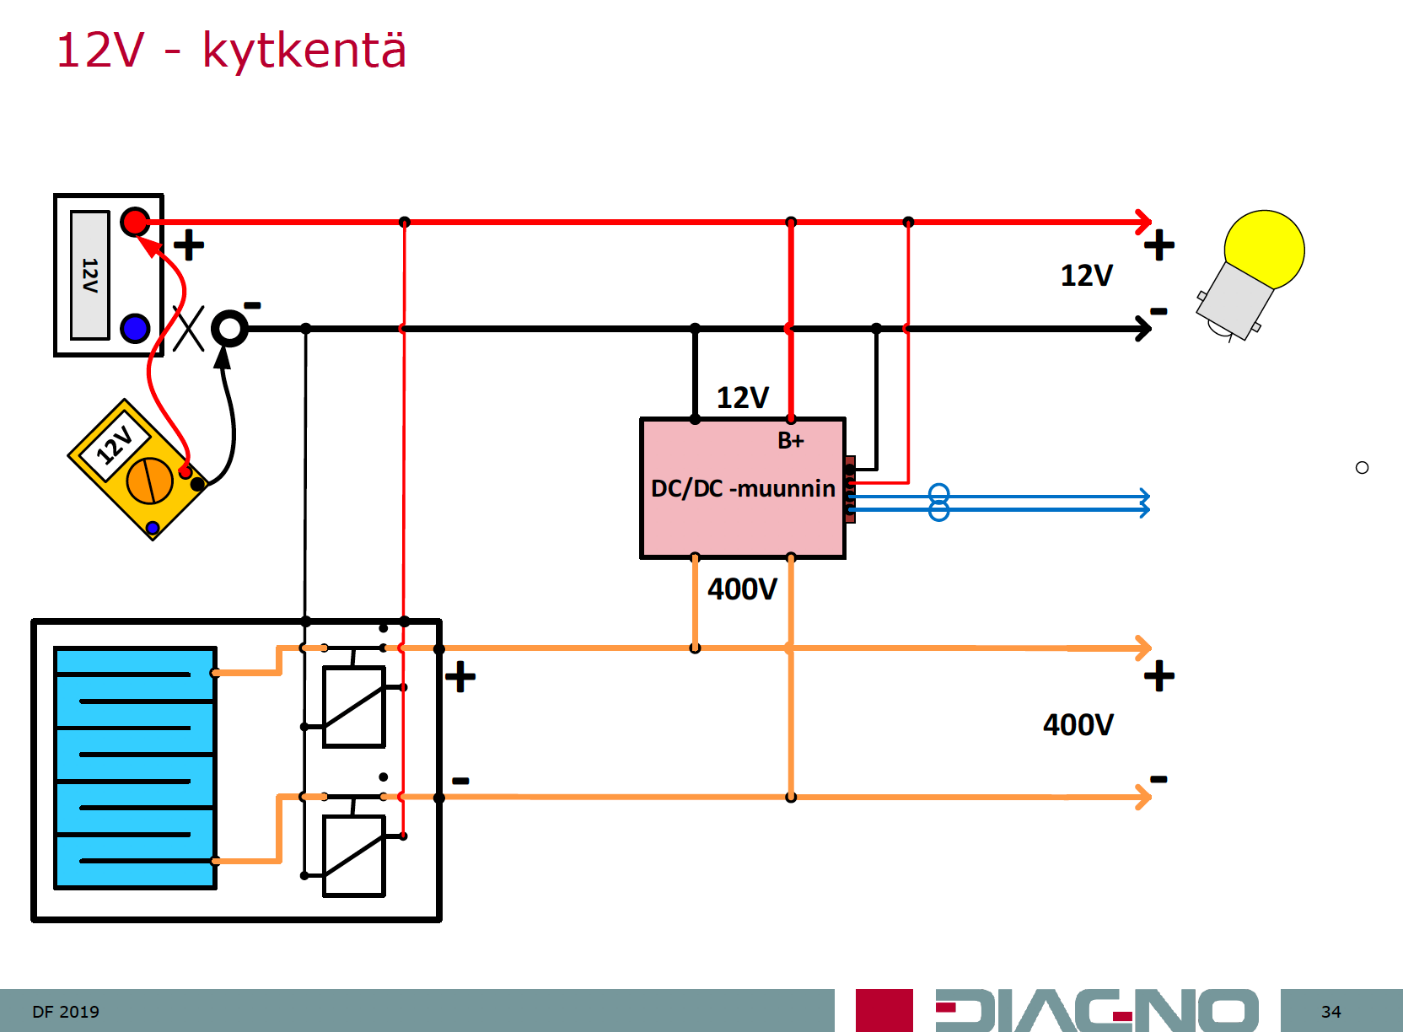 12V - kytkentä
12V
+
-
12V
+
12V
-
12V
B+
DC/DC -muunnin
400V
+
-
+
400V
-
DF 2019
DIAGNO
34